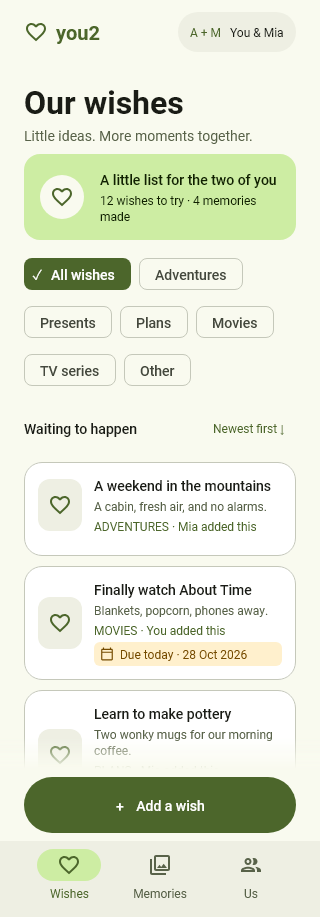 you2
A + M You & Mia
Our wishes
Little ideas. More moments together.
A little list for the two of you
12 wishes to try · 4 memories
made
✓ All wishes
Adventures
Presents
Plans
Movies
TV series
Other
Waiting to happen
Newest first ↓
A weekend in the mountains
A cabin, fresh air, and no alarms.
ADVENTURES · Mia added this
Finally watch About Time
Blankets, popcorn, phones away.
MOVIES · You added this
Due today · 28 Oct 2026
Learn to make pottery
Two wonky mugs for our morning
coffee.
+ Add a wish
Wishes
Memories
Us